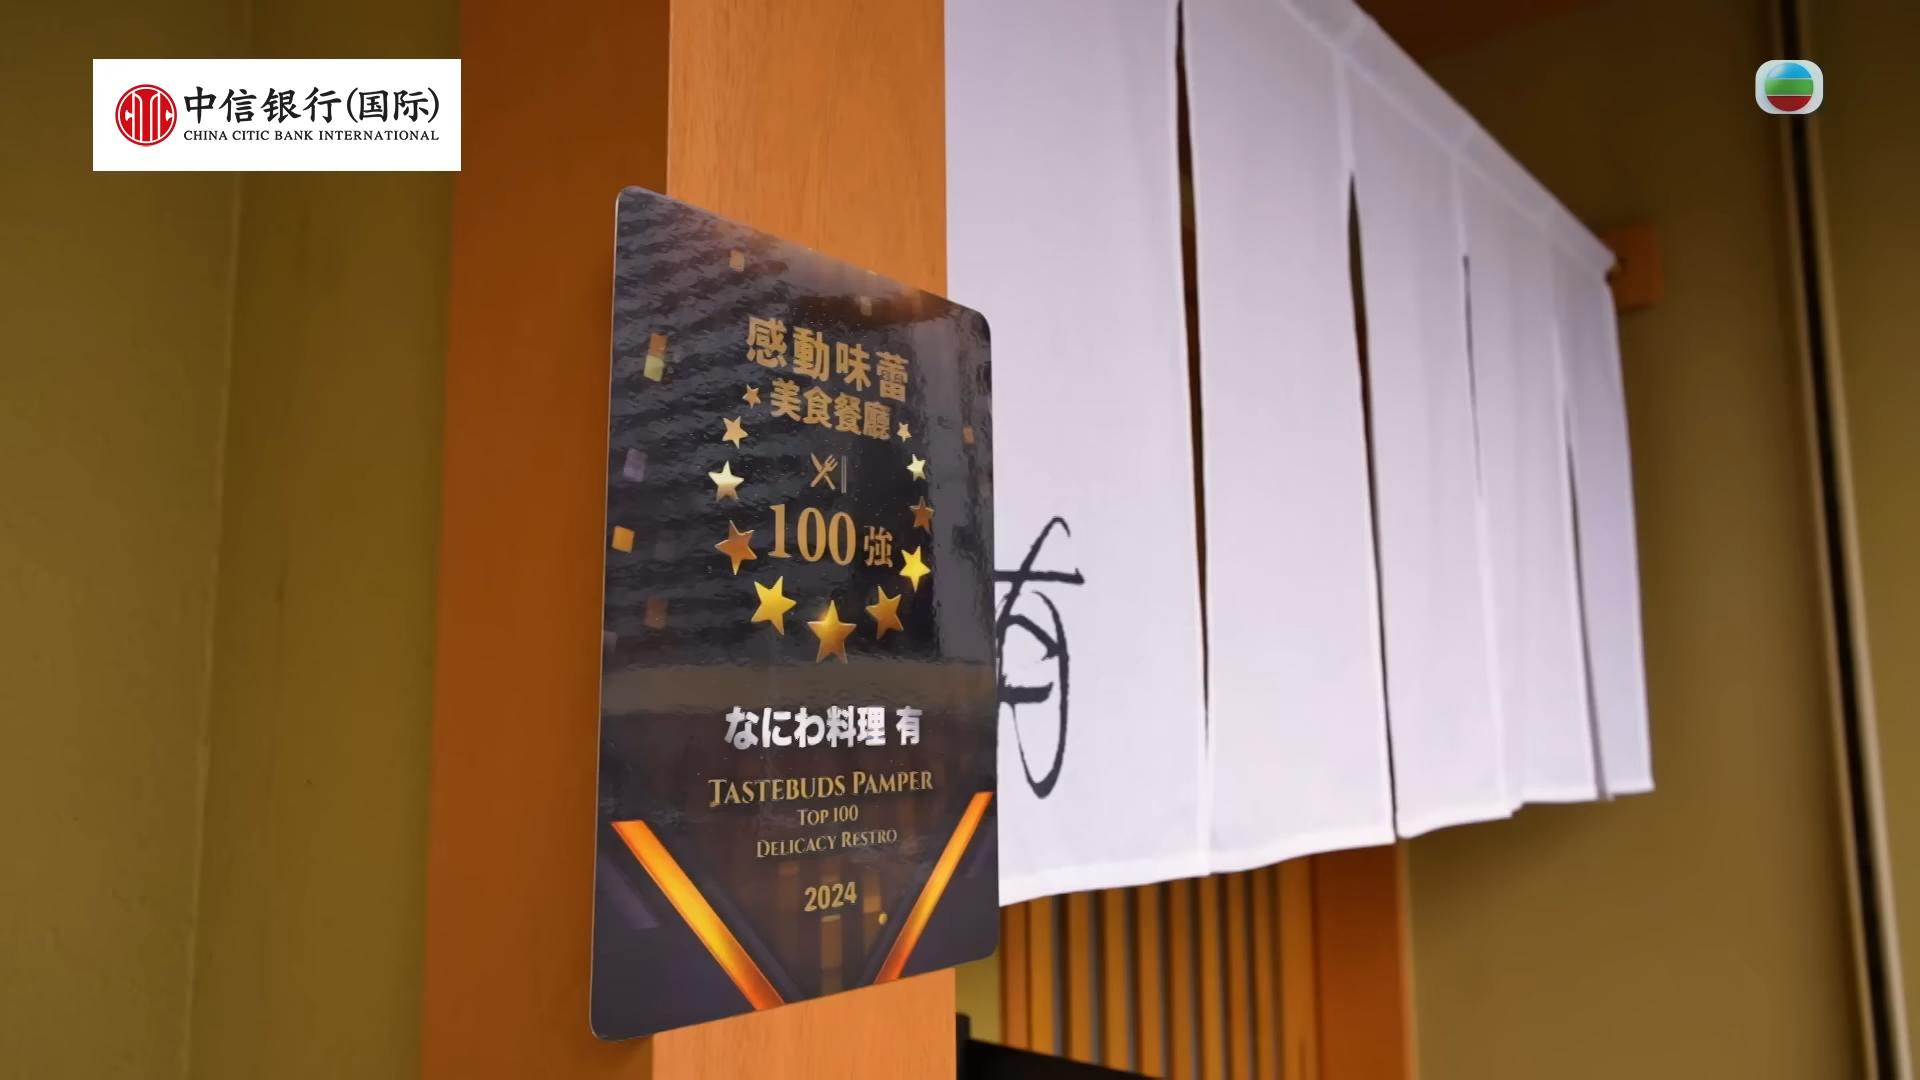 中信银行(国际)
CHINA CITIC BANK INTERNATIONAL
感動味蕾
美食餐廳
100強
なにわ料理 有
TASTEBUDS PAMPER
TOP 100
DELICACY RESTRO
2024
有